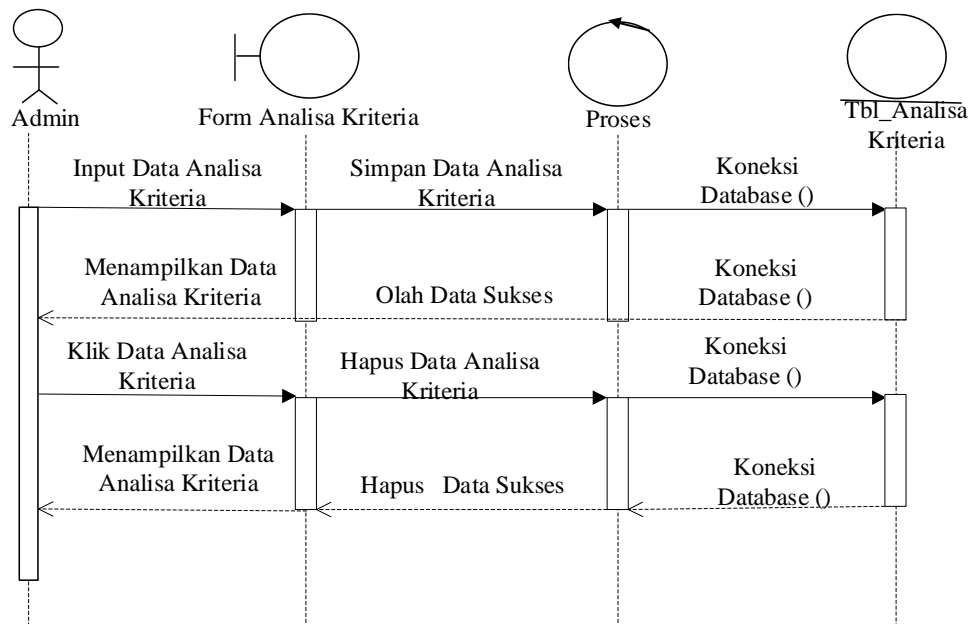 Admin
Form Analisa Kriteria
Proses
Tbl_Analisa
Kriteria
Input Data Analisa
Kriteria
Simpan Data Analisa
Kriteria
Koneksi
Database ()
Menampilkan Data
Analisa Kriteria
Olah Data Sukses
Koneksi
Database ()
Klik Data Analisa
Kriteria
Hapus Data Analisa
Kriteria
Koneksi
Database ()
Menampilkan Data
Analisa Kriteria
Hapus Data Sukses
Koneksi
Database ()